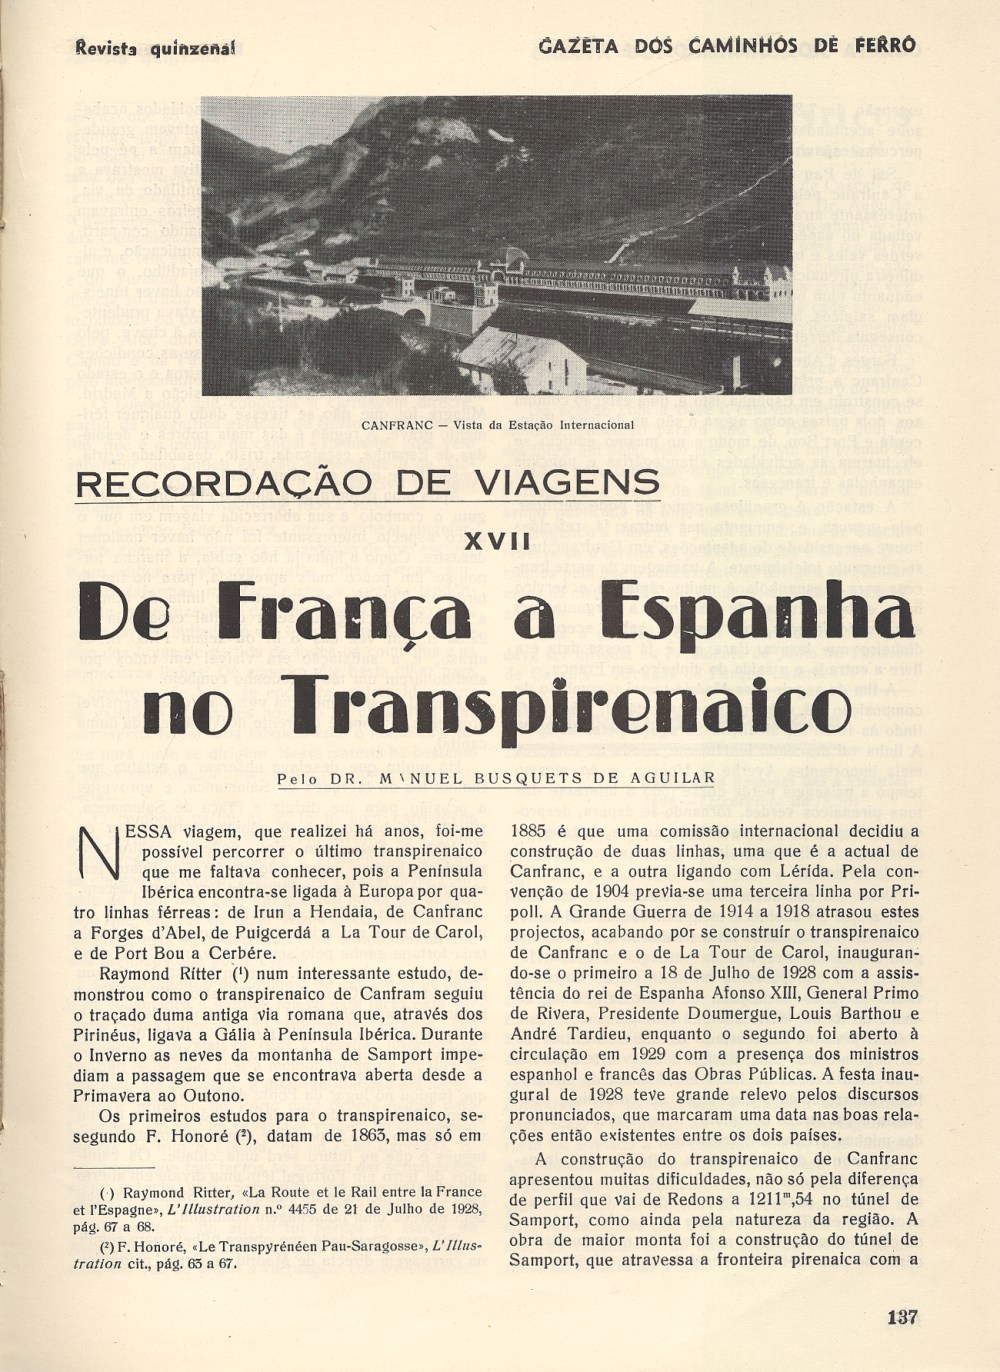 Revista quinzenal
GAZETA DOS CAMINHOS DE FERRO
CANFRANC — Vista da Estação Internacional
RECORDAÇÃO DE VIAGENS
XVII
De França a Espanha
no Transpirenaico
Pelo DR. MANUEL BUSQUETS DE AGUILAR
NESSA viagem, que realizei há anos, foi-me
possível percorrer o último transpirenaico
que me faltava conhecer, pois a Península
Ibérica encontra-se ligada à Europa por qua-
tro linhas férreas: de Irun a Hendaia, de Canfranc
a Forges d'Abel, de Puigcerdá a La Tour de Carol,
e de Port Bou a Cerbére.
Raymond Ritter (¹) num interessante estudo, de-
monstrou como o transpirenaico de Canfram seguiu
o traçado duma antiga via romana que, através dos
Pirinéus, ligava a Gália à Península Ibérica. Durante
o Inverno as neves da montanha de Samport impe-
diam a passagem que se encontrava aberta desde a
Primavera ao Outono.
Os primeiros estudos para o transpirenaico, se-
segundo F. Honoré (²), datam de 1863, mas só em
( ) Raymond Ritter, «La Route et le Rail entre la France
et l'Espagne», L'Illustration n.º 4455 de 21 de Julho de 1928,
pág. 67 a 68.
(²) F. Honoré, «Le Transpyrénéen Pau-Saragosse», L'Illus-
tration cit., pág. 63 a 67.
1885 é que uma comissão internacional decidiu a
construção de duas linhas, uma que é a actual de
Canfranc, e a outra ligando com Lérída. Pela con-
venção de 1904 previa-se uma terceira linha por Pri-
poll. A Grande Guerra de 1914 a 1918 atrasou estes
projectos, acabando por se construír o transpirenaico
de Canfranc e o de La Tour de Carol, inauguran-
do-se o primeiro a 18 de Julho de 1928 com a assis-
tência do rei de Espanha Afonso XIII, General Primo
de Rivera, Presidente Doumergue, Louis Barthou e
André Tardieu, enquanto o segundo foi aberto à
circulação em 1929 com a presença dos ministros
espanhol e francês das Obras Públicas. A festa inau-
gural de 1928 teve grande relevo pelos discursos
pronunciados, que marcaram uma data nas boas rela-
ções então existentes entre os dois países.
A construção do transpirenaico de Canfranc
apresentou muitas dificuldades, não só pela diferença
de perfil que vai de Redons a 1211ᵐ,54 no túnel de
Samport, como ainda pela natureza da região. A
obra de maior monta foi a construção do túnel de
Samport, que atravessa a fronteira pirenaica com a
137